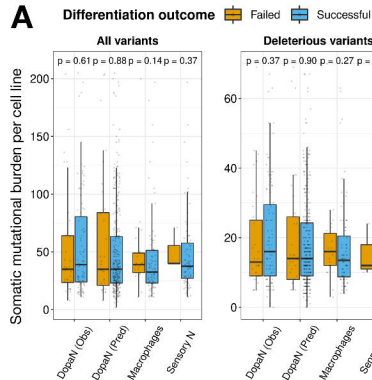 A
Differentiation outcome Failed Successful
All variants
Deleterious variants
p = 0.61 p = 0.88 p = 0.14 p = 0.37
p = 0.37 p = 0.90 p = 0.27 p =
Somatic mutational burden per cell line
200
150
100
50
0
60
40
20
0
DopaN (Obs)
DopaN (Pred)
Macrophages
Sensory N
DopaN (Obs)
DopaN (Pred)
Macrophages
Sens